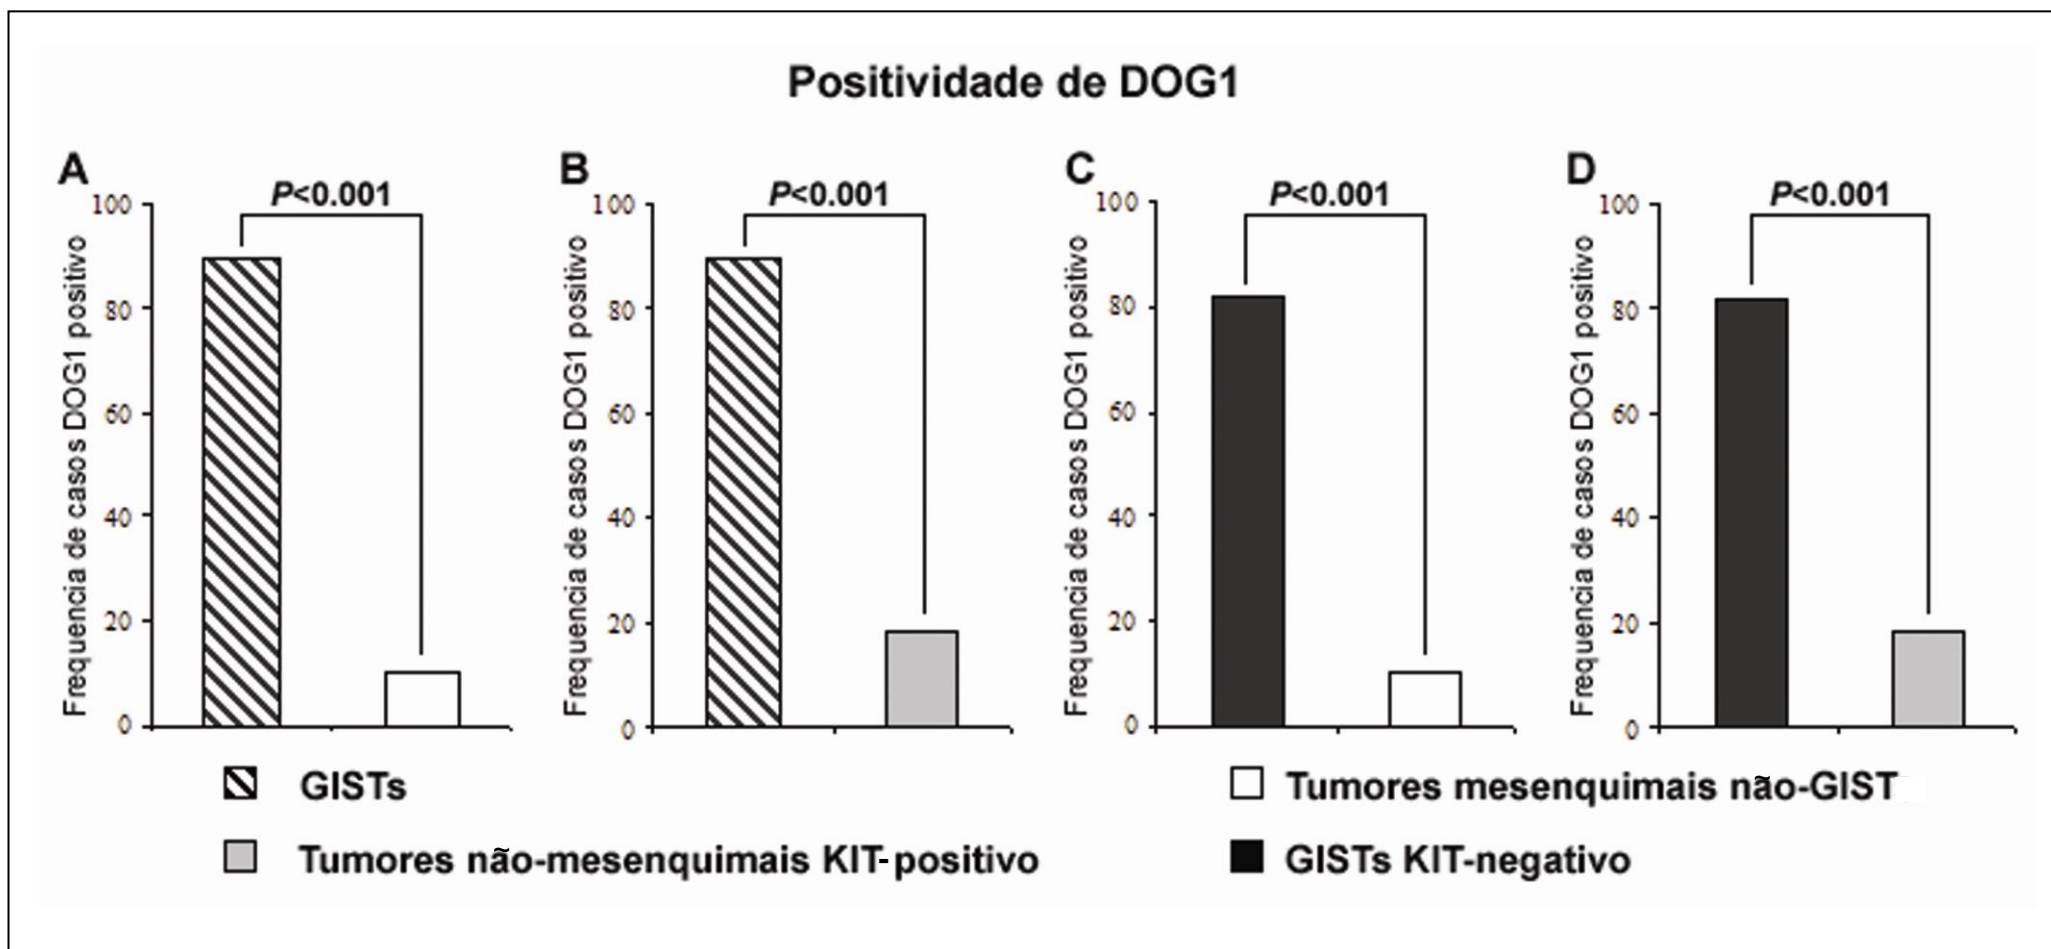 Positividade de DOG1
A
P<0.001
Frequencia de casos DOG1 positivo
100
80
60
40
20
0
B
P<0.001
Frequencia de casos DOG1 positivo
100
80
60
40
20
0
C
P<0.001
Frequencia de casos DOG1 positivo
100
80
60
40
20
0
D
P<0.001
Frequencia de casos DOG1 positivo
100
80
60
40
20
0
GISTs
Tumores mesenquimais não-GIST
Tumores não-mesenquimais KIT-positivo
GISTs KIT-negativo